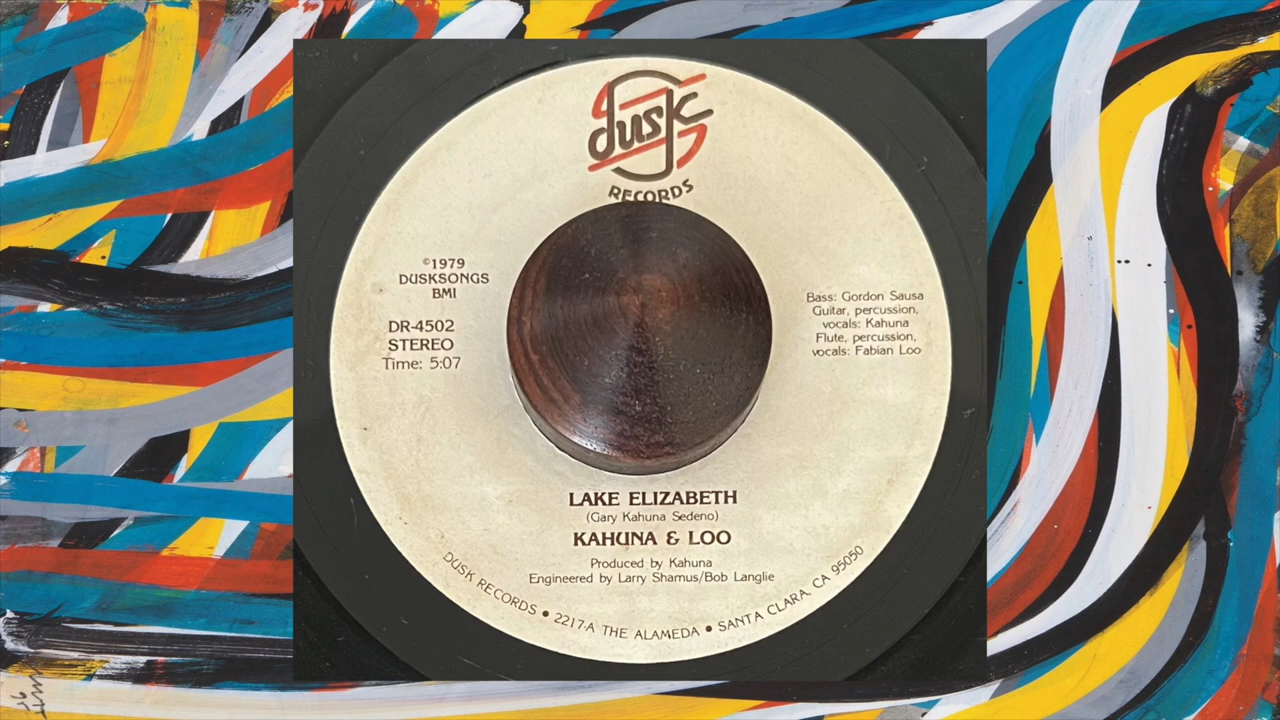 dusk
RECORDS
©1979
DUSKSONGS
BMI
DR-4502
STEREO
Time: 5:07
Bass: Gordon Sausa
Guitar, percussion,
vocals: Kahuna
Flute, percussion,
vocals: Fabian Loo
LAKE ELIZABETH
(Gary Kahuna Sedeno)
KAHUNA & LOO
Produced by Kahuna
Engineered by Larry Shamus/Bob Langlie
DUSK RECORDS • 2217-A THE ALAMEDA • SANTA CLARA, CA 95050